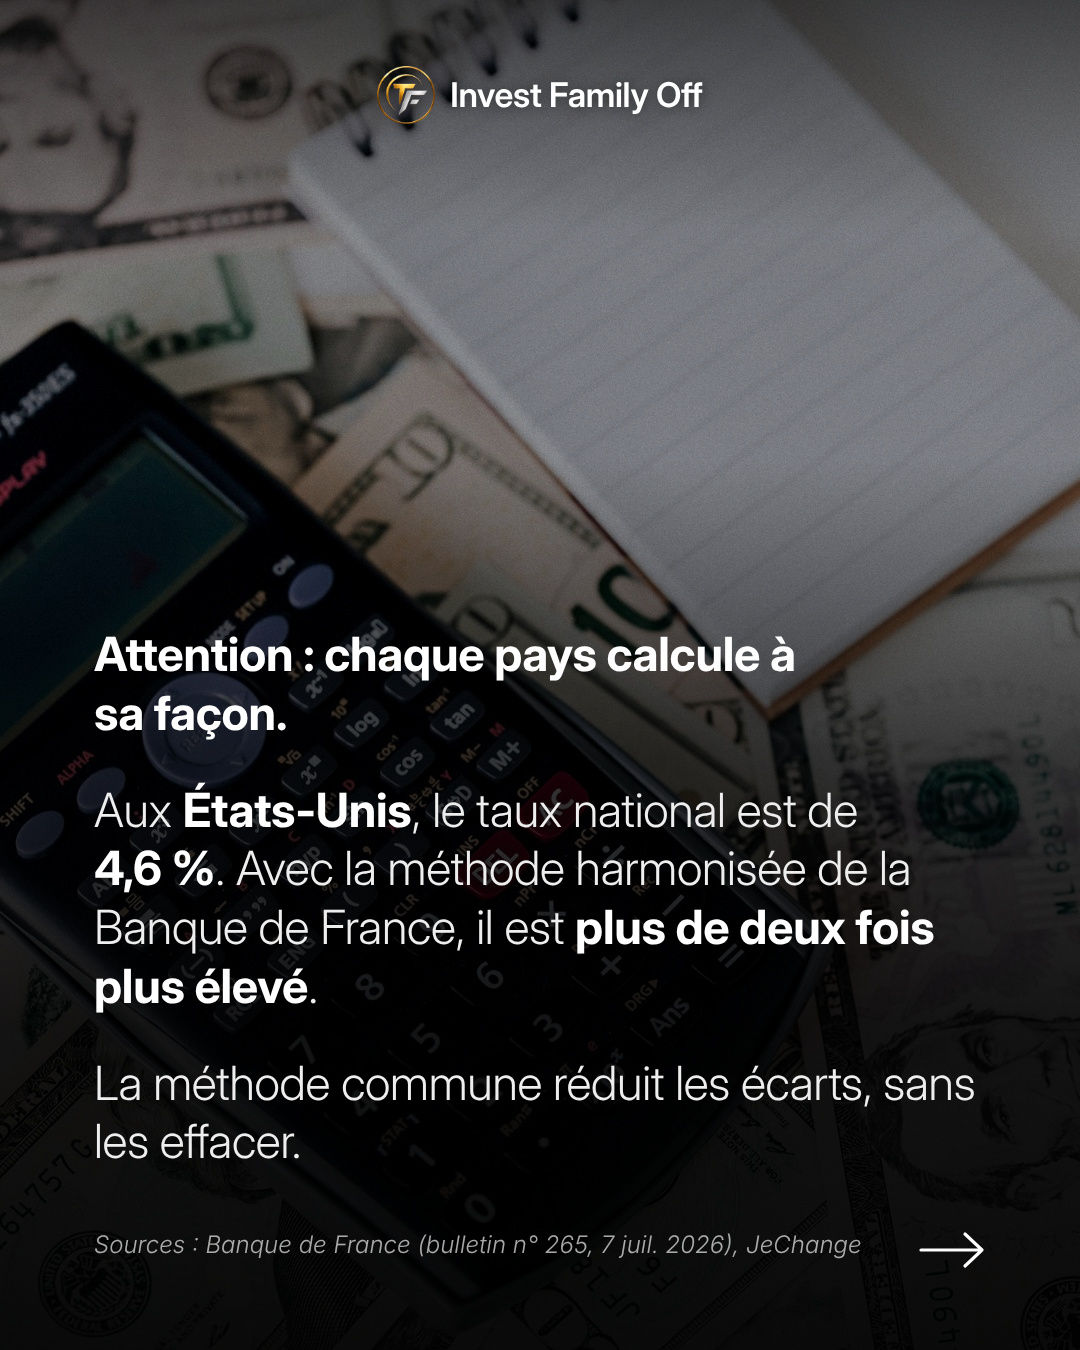 Invest Family Off
Attention : chaque pays calcule à
sa façon.
Aux États-Unis, le taux national est de
4,6 %. Avec la méthode harmonisée de la
Banque de France, il est plus de deux fois
plus élevé.
La méthode commune réduit les écarts, sans
les effacer.
Sources : Banque de France (bulletin n° 265, 7 juil. 2026), JeChange